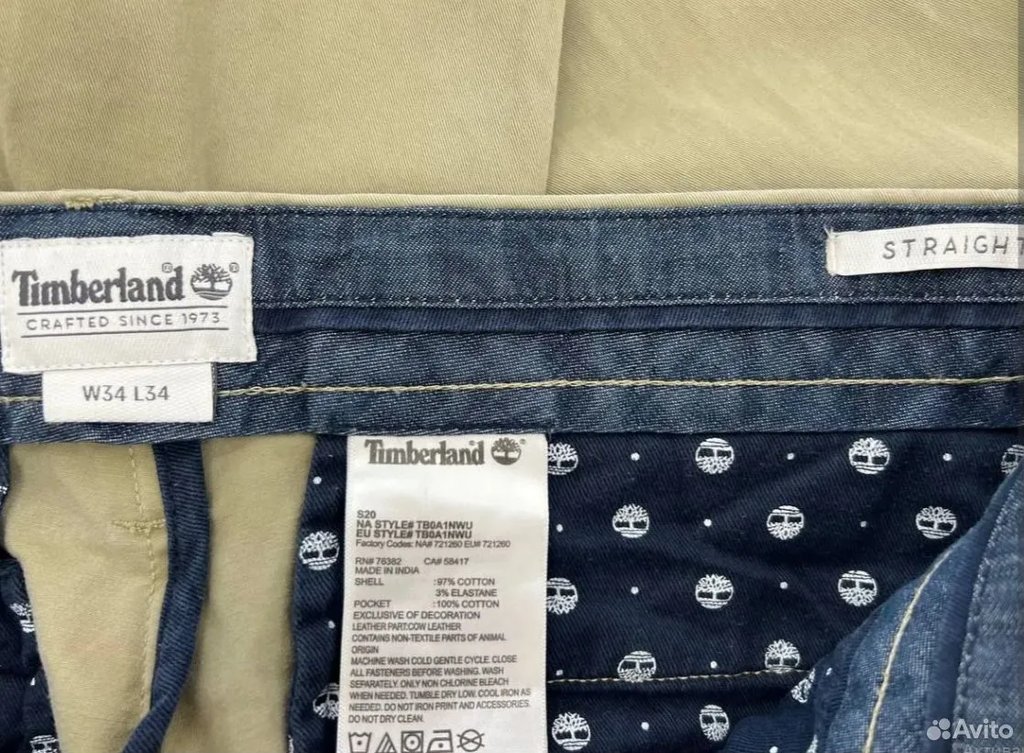 Timberland
CRAFTED SINCE 1973
STRAIGHT
W34 L34
Timberland
S20
NA STYLE# TB0A1NWU
EU STYLE# TB0A1NWU
Factory Codes: NA# 721260 EU# 721260
RN# 76382 CA# 58417
MADE IN INDIA
SHELL :97% COTTON
3% ELASTANE
POCKET :100% COTTON
EXCLUSIVE OF DECORATION
LEATHER PART:COW LEATHER
CONTAINS NON-TEXTILE PARTS OF ANIMAL
ORIGIN
MACHINE WASH COLD GENTLE CYCLE. CLOSE
ALL FASTENERS BEFORE WASHING. WASH
SEPARATELY. ONLY NON CHLORINE BLEACH
WHEN NEEDED. TUMBLE DRY LOW. COOL IRON AS
NEEDED. DO NOT IRON PRINT AND ACCESSORIES.
DO NOT DRY CLEAN.
Avito